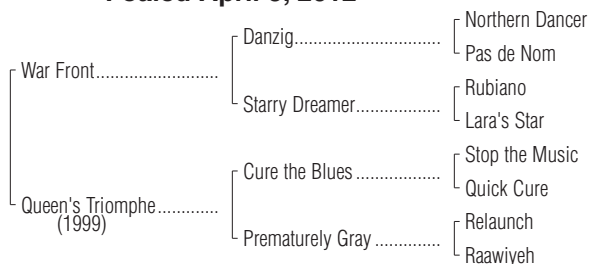 Foaled April 8, 2012
Northern Dancer
Danzig
Pas de Nom
War Front
Rubiano
Starry Dreamer
Lara's Star
Stop the Music
Cure the Blues
Quick Cure
Queen's Triomphe
(1999)
Relaunch
Prematurely Gray
Raawiyeh